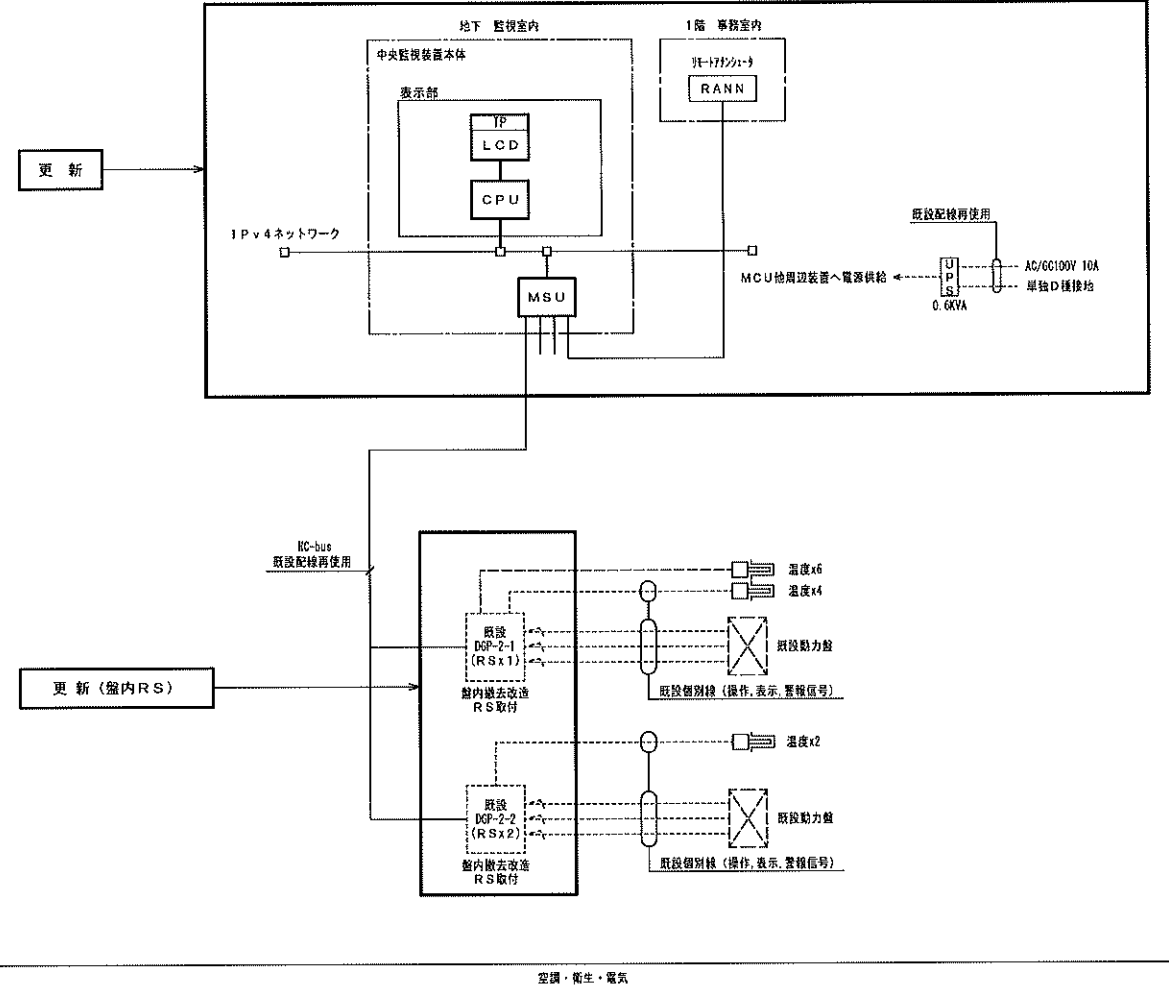 地下　監視室内
1階　事務室内
中央監視装置本体
リモートアナンシェータ
RANN
表示部
TP
LCD
CPU
更　新
IPv4ネットワーク
MSU
既設配線再使用
MCU他周辺装置へ電源供給
UPS
AC/GC100V 10A
単独D種接地
0.6KVA
NC-bus
既設配線再使用
温度x6
温度x4
既設
DGP-2-1
(RSx1)
既設動力盤
更　新（盤内RS）
盤内撤去改造
RS取付
既設個別線（操作,表示,警報信号）
温度x2
既設
DGP-2-2
(RSx2)
既設動力盤
盤内撤去改造
RS取付
既設個別線（操作,表示,警報信号）
空調・衛生・電気